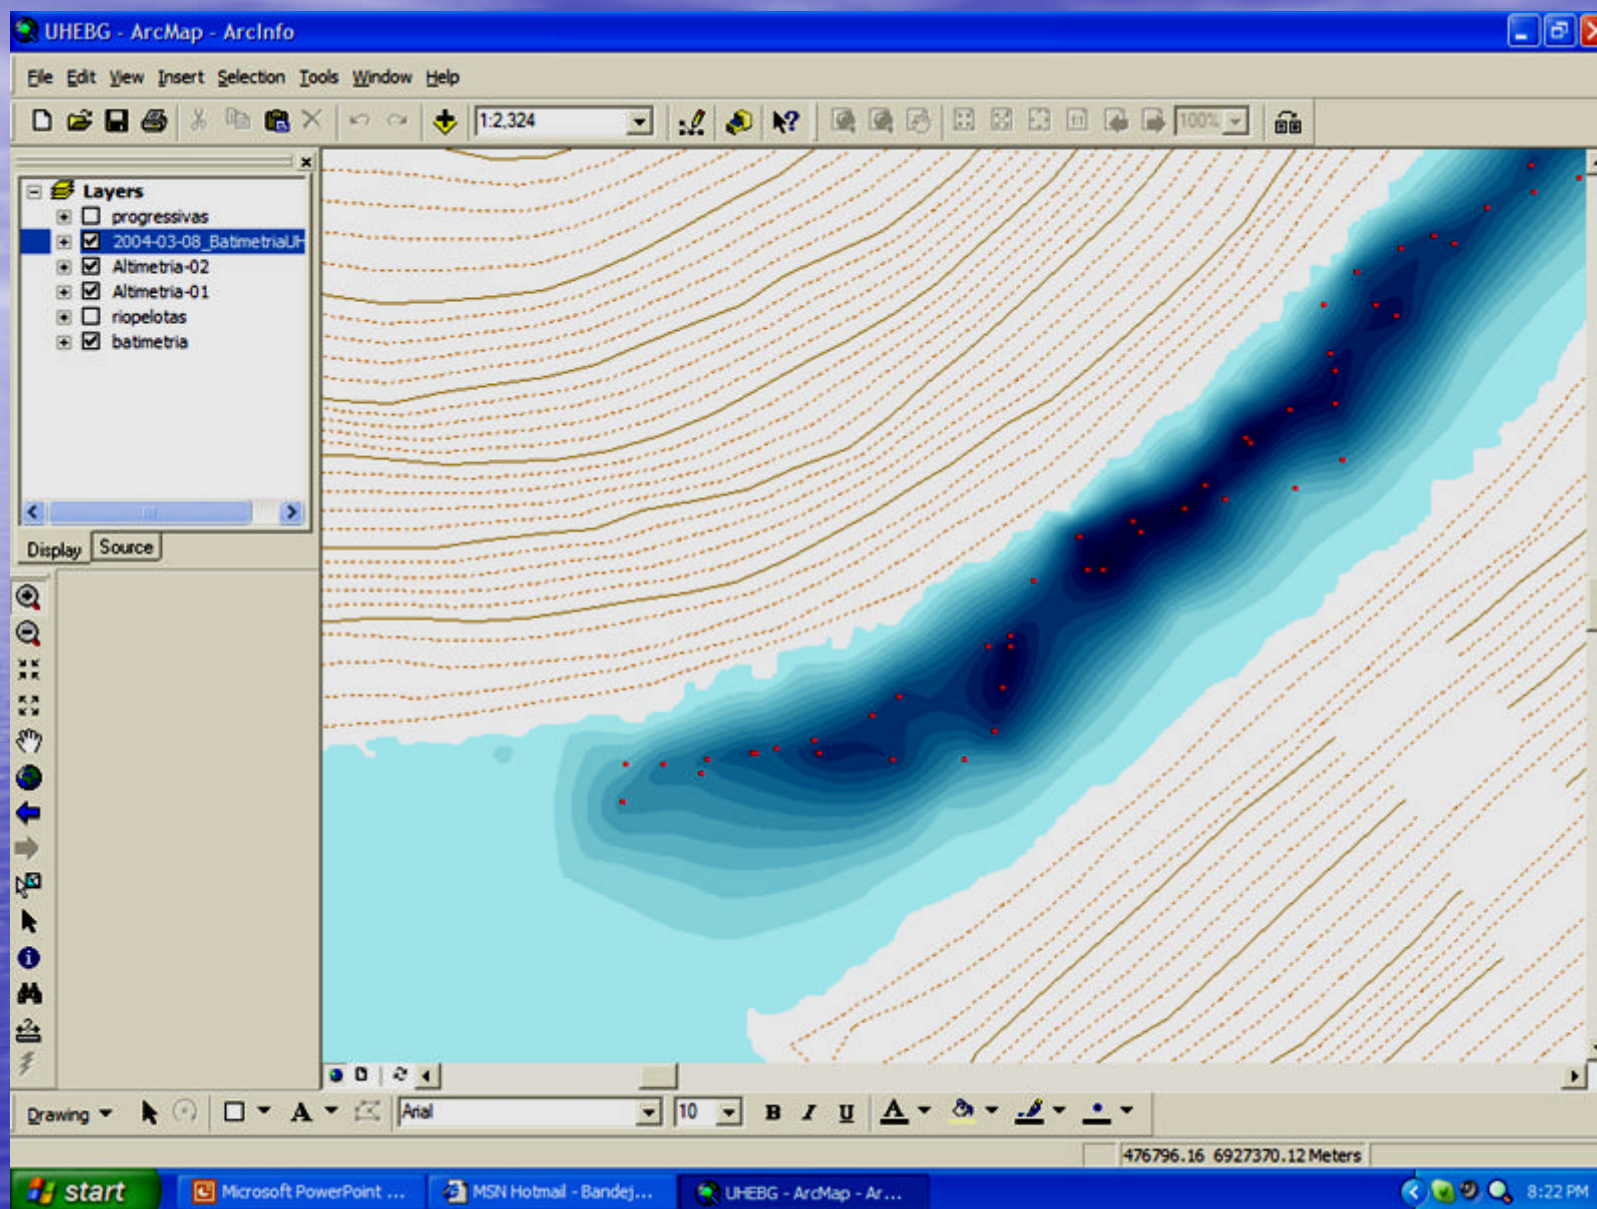 UHEBG - ArcMap - ArcInfo
File Edit View Insert Selection Tools Window Help
1:2,324
100%
Layers
progressivas
2004-03-08_BatimetriaUH
Altimetria-02
Altimetria-01
riopelotas
batimetria
Display Source
Drawing A Arial 10 B I U A
476796.16 6927370.12 Meters
start Microsoft PowerPoint ... MSN Hotmail - Bandej... UHEBG - ArcMap - Ar... 8:22 PM